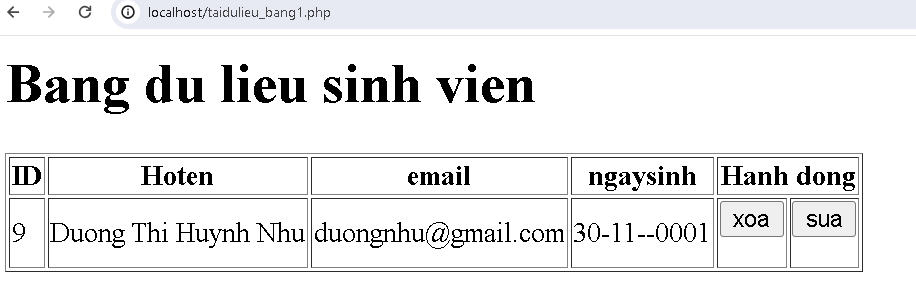 localhost/taidulieu_bang1.php
Bang du lieu sinh vien
ID Hoten email ngaysinh Hanh dong
9 Duong Thi Huynh Nhu duongnhu@gmail.com 30-11--0001 xoa sua